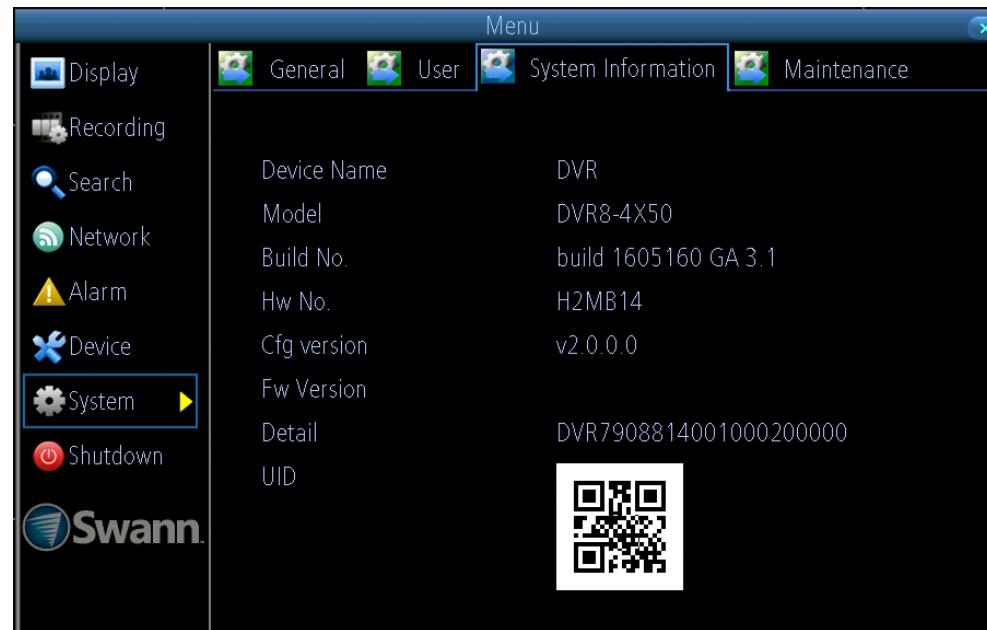 Menu
Display
Recording
Search
Network
Alarm
Device
System
Shutdown
Swann.
General User System Information Maintenance
Device Name DVR
Model DVR8-4X50
Build No. build 1605160 GA 3.1
Hw No. H2MB14
Cfg version v2.0.0.0
Fw Version
Detail DVR7908814001000200000
UID